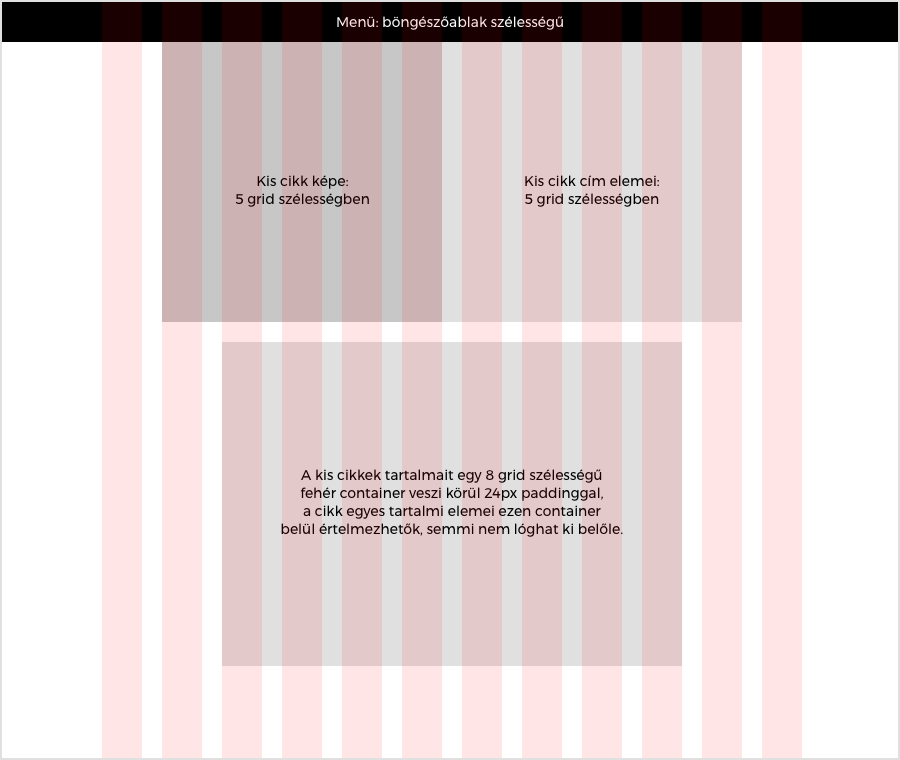 Menü: böngészőablak szélességű
Kis cikk képe:
5 grid szélességben
Kis cikk cím elemei:
5 grid szélességben
A kis cikkek tartalmait egy 8 grid szélességű
fehér container veszi körül 24px paddinggal,
a cikk egyes tartalmi elemei ezen container
belül értelmezhetők, semmi nem lóghat ki belőle.